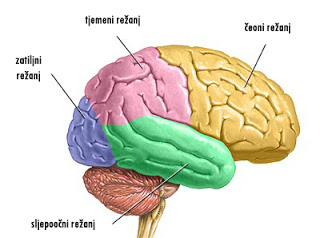 tjemeni režanj
čeoni režanj
zatiljni
režanj
sljepoočni režanj